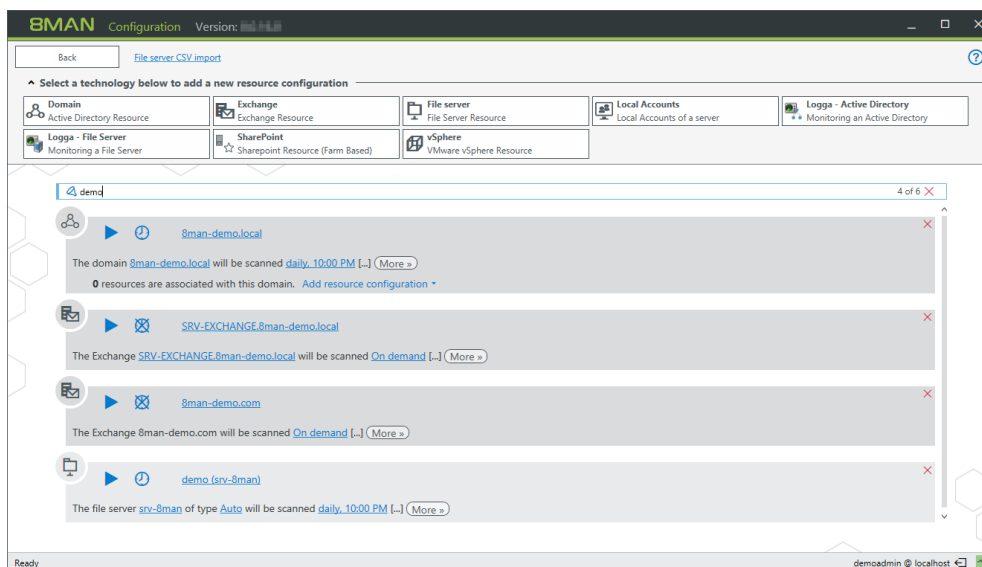 8MAN Configuration Version:
Back File server CSV import
Select a technology below to add a new resource configuration
Domain
Active Directory Resource
Exchange
Exchange Resource
File server
File Server Resource
Local Accounts
Local Accounts of a server
Logga - Active Directory
Monitoring an Active Directory
Logga - File Server
Monitoring a File Server
SharePoint
Sharepoint Resource (Farm Based)
vSphere
VMware vSphere Resource
demo 4 of 6
8man-demo.local
The domain 8man-demo.local will be scanned daily, 10:00 PM [...] More »
0 resources are associated with this domain. Add resource configuration
SRV-EXCHANGE.8man-demo.local
The Exchange SRV-EXCHANGE.8man-demo.local will be scanned On demand [...] More »
8man-demo.com
The Exchange 8man-demo.com will be scanned On demand [...] More »
demo (srv-8man)
The file server srv-8man of type Auto will be scanned daily, 10:00 PM [...] More »
Ready demoadmin @ localhost